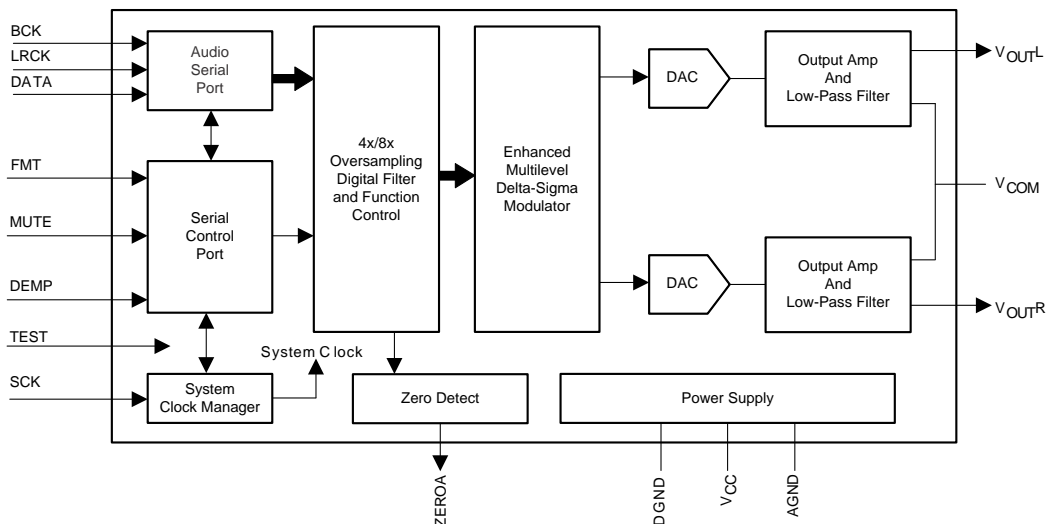 BCK
LRCK
DATA
FMT
MUTE
DEMP
TEST
SCK
Audio
Serial
Port
Serial
Control
Port
System
Clock Manager
System Clock
4x/8x
Oversampling
Digital Filter
and Function
Control
Enhanced
Multilevel
Delta-Sigma
Modulator
DAC
DAC
Output Amp
And
Low-Pass Filter
Output Amp
And
Low-Pass Filter
VOUTL
VCOM
VOUTR
Zero Detect
Power Supply
ZEROA
DGND
VCC
AGND